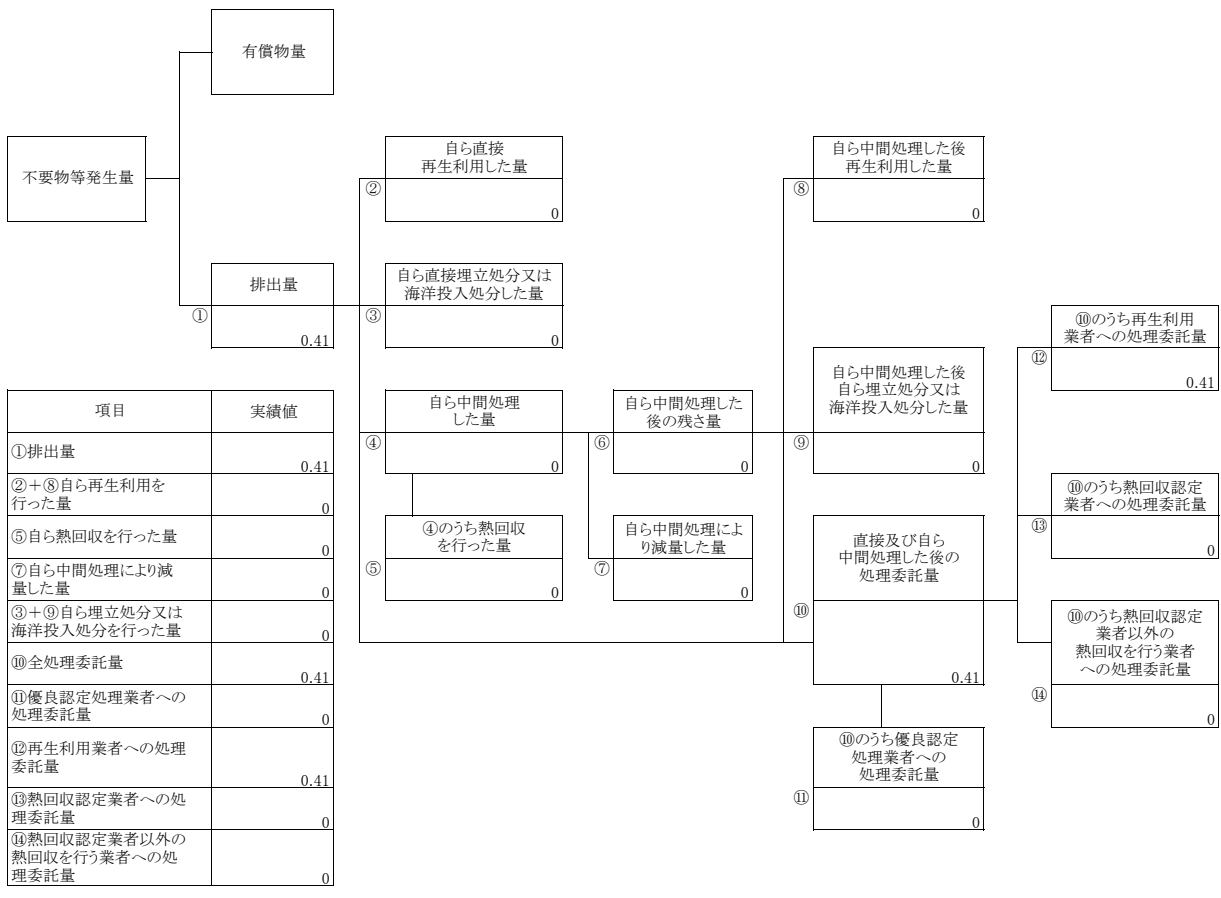 有償物量
不要物等発生量
自ら直接
再生利用した量
②
0
自ら中間処理した後
再生利用した量
⑧
0
排出量
①
0.41
自ら直接埋立処分又は
海洋投入処分した量
③
0
自ら中間処理
した量
④
0
自ら中間処理した
後の残さ量
⑥
0
自ら中間処理した後
自ら埋立処分又は
海洋投入処分した量
⑨
0
⑩のうち再生利用
業者への処理委託量
⑫
0.41
④のうち熱回収
を行った量
⑤
0
自ら中間処理によ
り減量した量
⑦
0
直接及び自ら
中間処理した後の
処理委託量
⑩
0.41
⑩のうち熱回収認定
業者への処理委託量
⑬
0
⑩のうち熱回収認定
業者以外の
熱回収を行う業者
への処理委託量
⑭
0
⑩のうち優良認定
処理業者への
処理委託量
⑪
0
項目 実績値
①排出量
0.41
②＋⑧自ら再生利用を
行った量
0
⑤自ら熱回収を行った量
0
⑦自ら中間処理により減
量した量
0
③＋⑨自ら埋立処分又は
海洋投入処分を行った量
0
⑩全処理委託量
0.41
⑪優良認定処理業者への
処理委託量
0
⑫再生利用業者への処理
委託量
0.41
⑬熱回収認定業者への処
理委託量
0
⑭熱回収認定業者以外の
熱回収を行う業者への処
理委託量
0